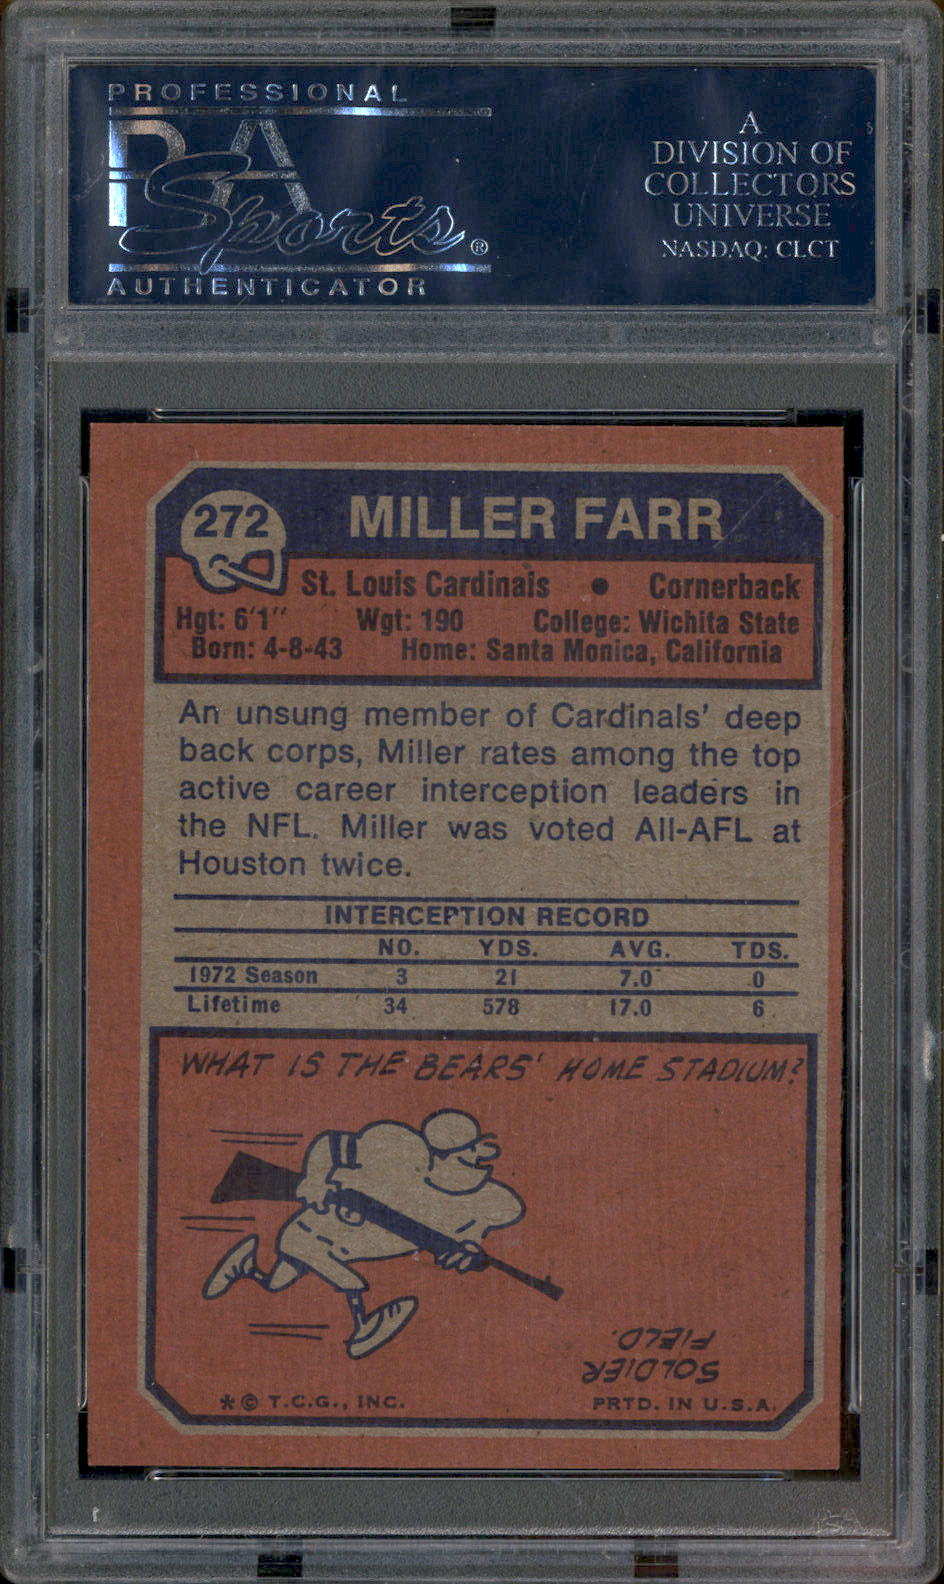 PROFESSIONAL
PSA
Sports®
AUTHENTICATOR
A
DIVISION OF
COLLECTORS
UNIVERSE
NASDAQ: CLCT
272
MILLER FARR
St. Louis Cardinals • Cornerback
Hgt: 6'1" Wgt: 190 College: Wichita State
Born: 4-8-43 Home: Santa Monica, California
An unsung member of Cardinals' deep
back corps, Miller rates among the top
active career interception leaders in
the NFL. Miller was voted All-AFL at
Houston twice.
INTERCEPTION RECORD
NO. YDS. AVG. TDS.
1972 Season 3 21 7.0 0
Lifetime 34 578 17.0 6
WHAT IS THE BEARS' HOME STADIUM?
SOLDIER
FIELD.
* © T.C.G., INC. PRTD. IN U.S.A.
PSA